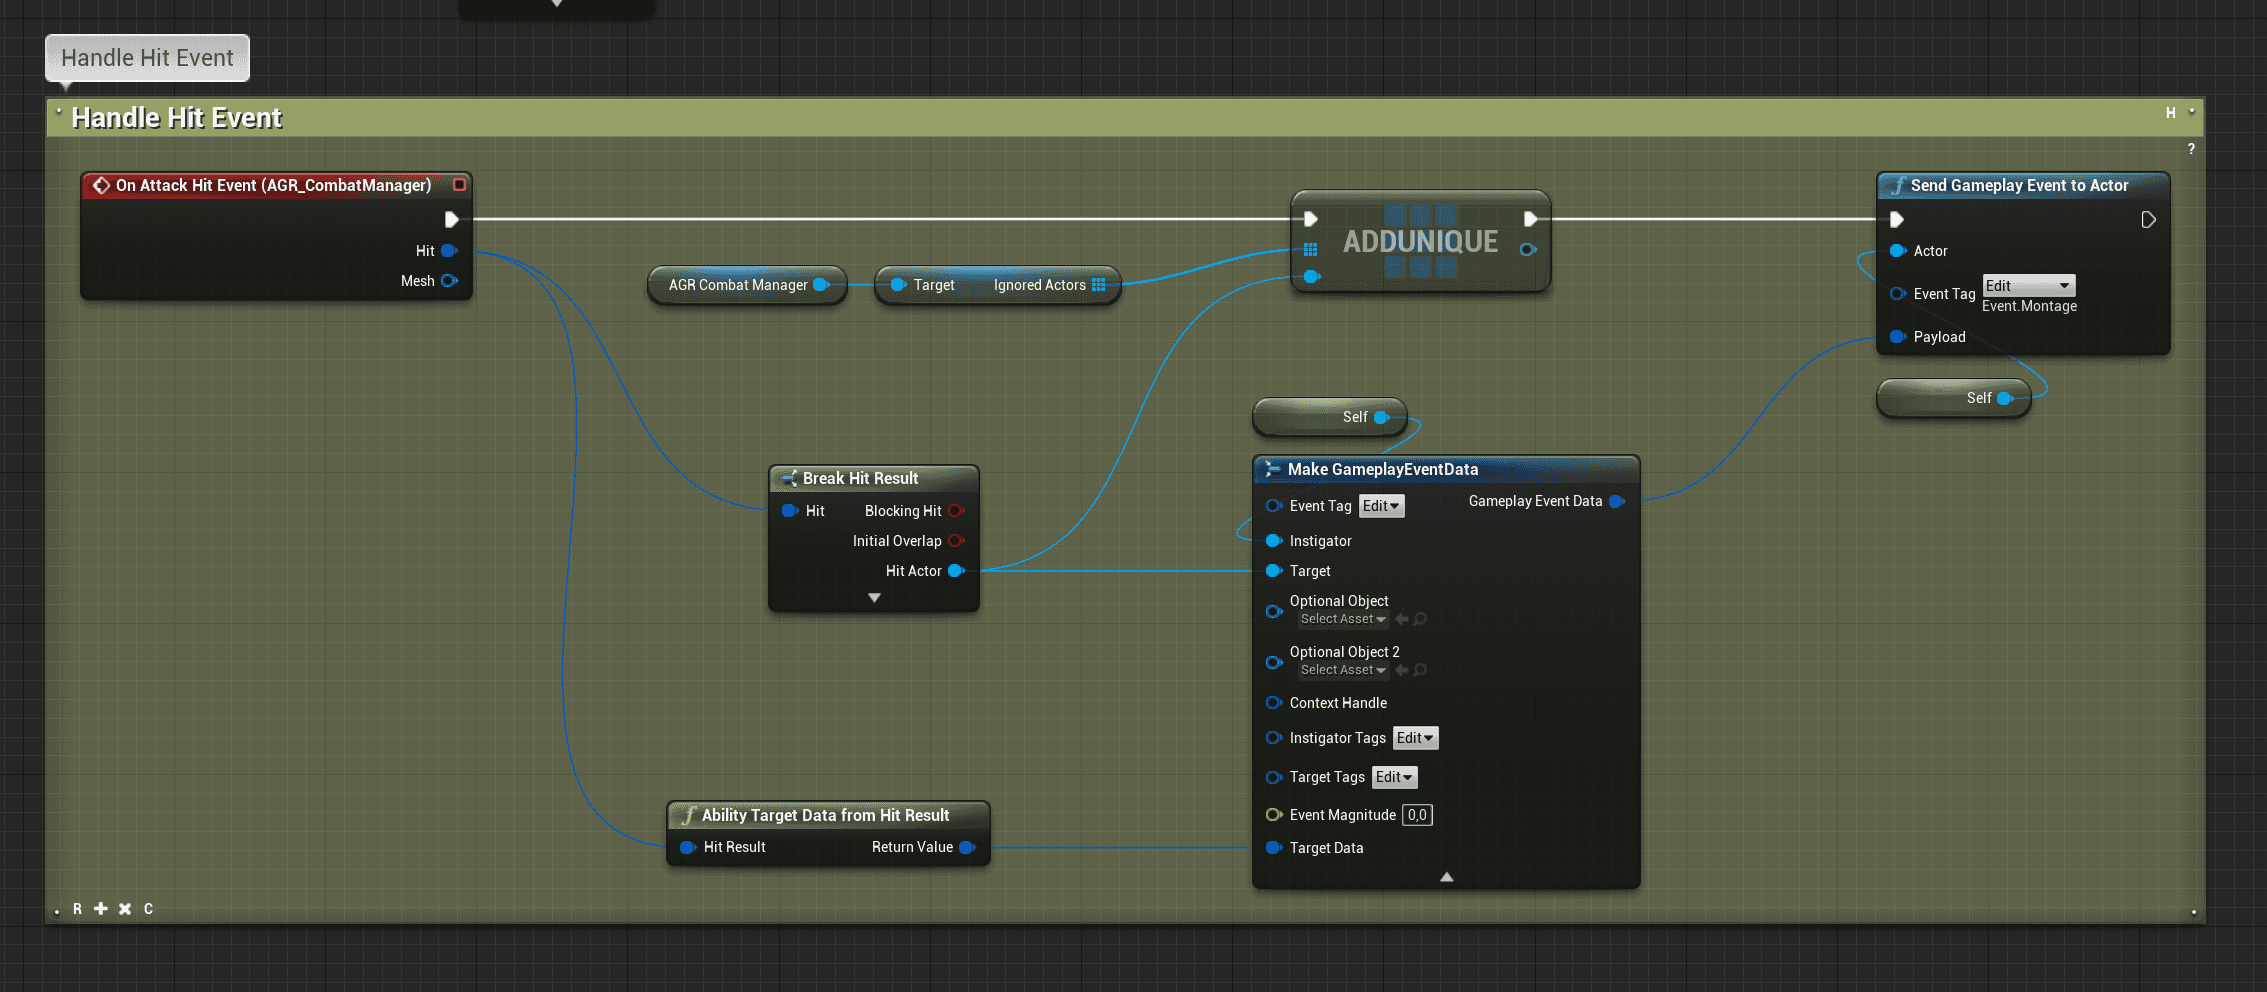 Handle Hit Event
Handle Hit Event
H
?
On Attack Hit Event (AGR_CombatManager)
Hit
Mesh
AGR Combat Manager
Target Ignored Actors
ADDUNIQUE
Send Gameplay Event to Actor
Actor
Event Tag Edit
Event.Montage
Payload
Self
Self
Break Hit Result
Hit Blocking Hit
Initial Overlap
Hit Actor
Make GameplayEventData
Event Tag Edit Gameplay Event Data
Instigator
Target
Optional Object
Select Asset
Optional Object 2
Select Asset
Context Handle
Instigator Tags Edit
Target Tags Edit
Event Magnitude 0,0
Target Data
f Ability Target Data from Hit Result
Hit Result Return Value
R C